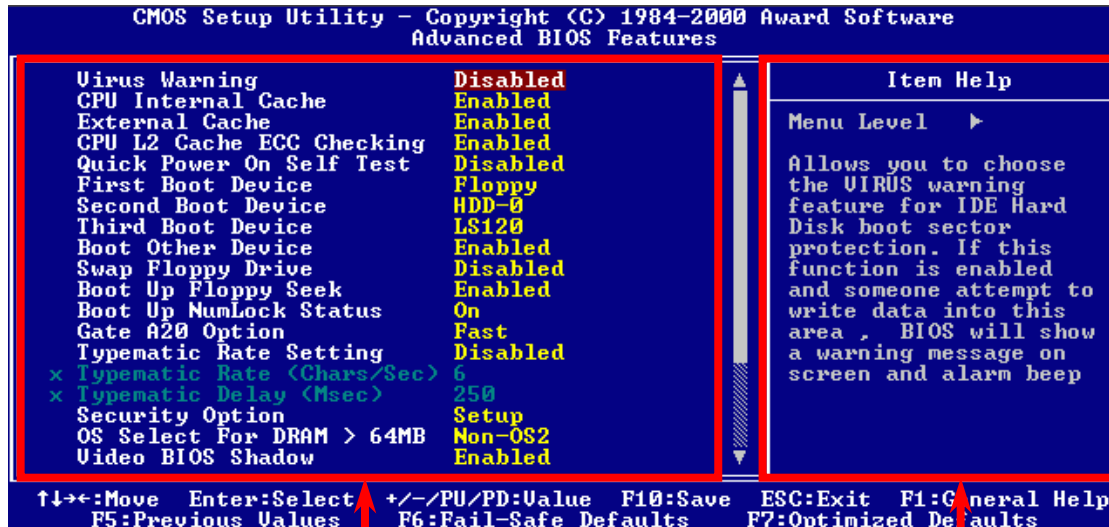 CMOS Setup Utility - Copyright (C) 1984-2000 Award Software
Advanced BIOS Features
Virus Warning Disabled
CPU Internal Cache Enabled
External Cache Enabled
CPU L2 Cache ECC Checking Enabled
Quick Power On Self Test Disabled
First Boot Device Floppy
Second Boot Device HDD-0
Third Boot Device LS120
Boot Other Device Enabled
Swap Floppy Drive Disabled
Boot Up Floppy Seek Enabled
Boot Up NumLock Status On
Gate A20 Option Fast
Typematic Rate Setting Disabled
x Typematic Rate (Chars/Sec) 6
x Typematic Delay (Msec) 250
Security Option Setup
OS Select For DRAM > 64MB Non-OS2
Video BIOS Shadow Enabled
Item Help
Menu Level ►
Allows you to choose
the VIRUS warning
feature for IDE Hard
Disk boot sector
protection. If this
function is enabled
and someone attempt to
write data into this
area , BIOS will show
a warning message on
screen and alarm beep
↑↓→←:Move Enter:Select +/-/PU/PD:Value F10:Save ESC:Exit F1:General Help
F5:Previous Values F6:Fail-Safe Defaults F7:Optimized Defaults